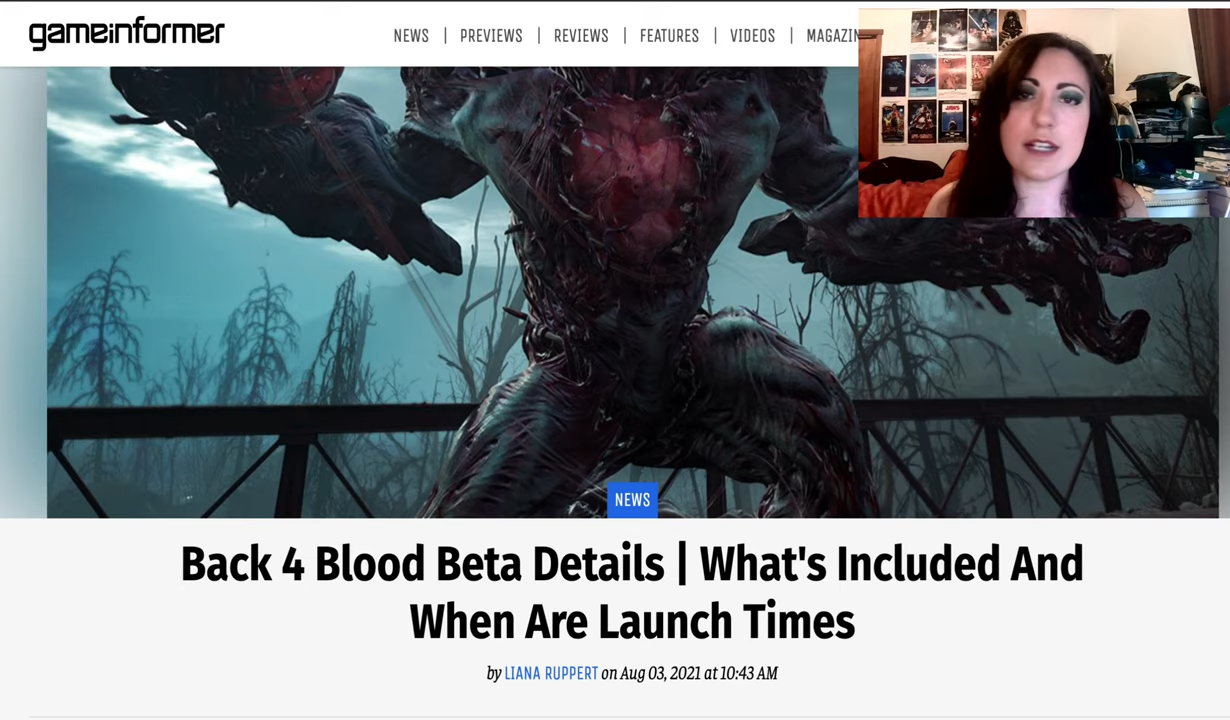 gameinformer
NEWS | PREVIEWS | REVIEWS | FEATURES | VIDEOS | MAGAZIN
JAWS
NEWS
Back 4 Blood Beta Details | What's Included And
When Are Launch Times
by LIANA RUPPERT on Aug 03, 2021 at 10:43 AM